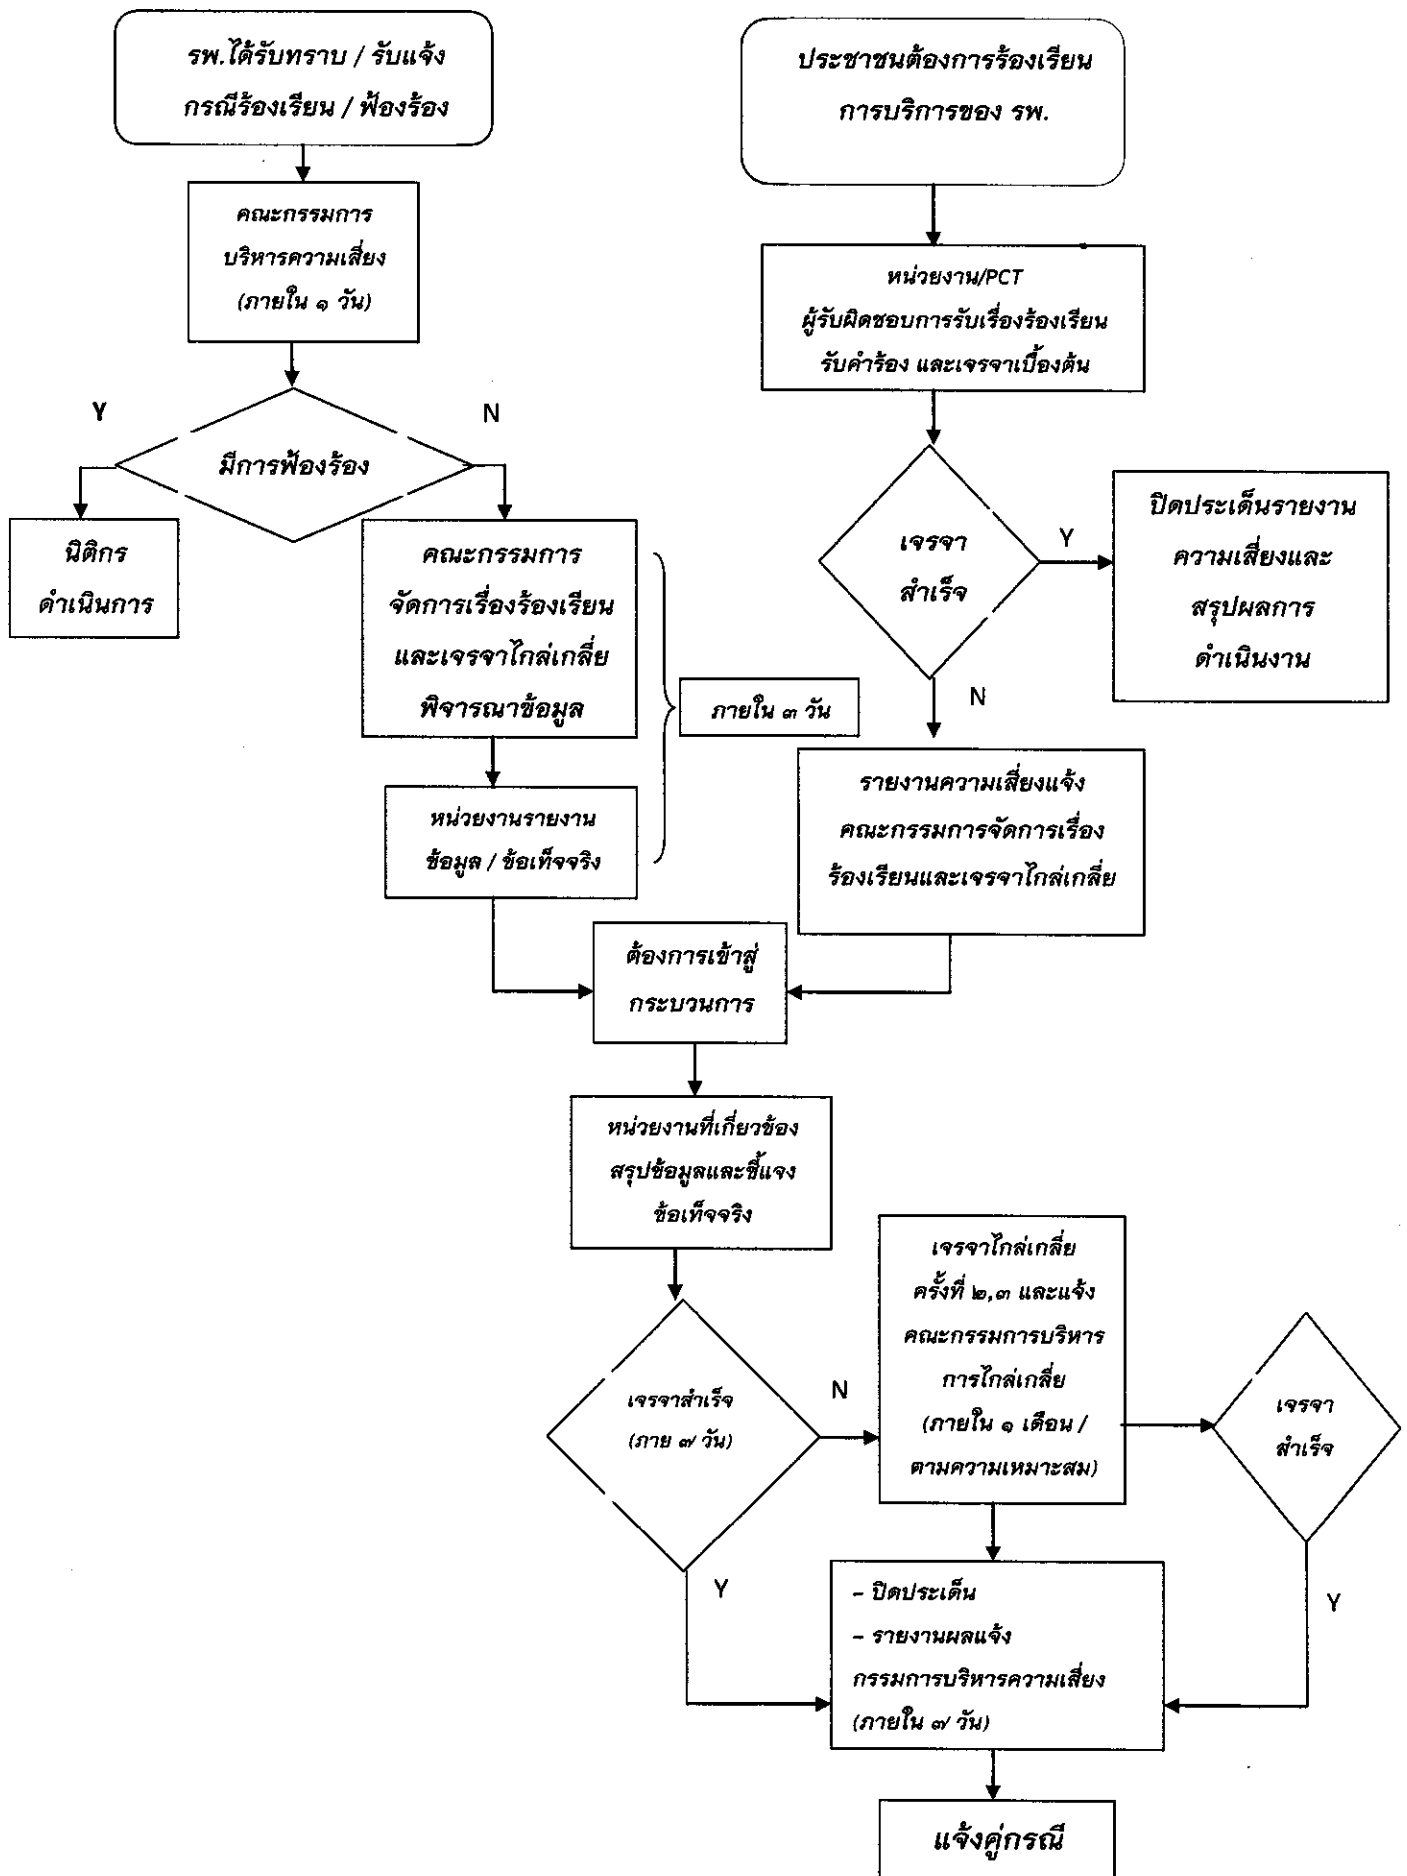 รพ.ได้รับทราบ / รับแจ้ง
กรณีร้องเรียน / ฟ้องร้อง
ประชาชนต้องการร้องเรียน
การบริการของ รพ.
คณะกรรมการ
บริหารความเสี่ยง
(ภายใน ๑ วัน)
หน่วยงาน/PCT
ผู้รับผิดชอบการรับเรื่องร้องเรียน
รับคำร้อง และเจรจาเบื้องต้น
Y
N
มีการฟ้องร้อง
นิติกร
ดำเนินการ
คณะกรรมการ
จัดการเรื่องร้องเรียน
และเจรจาไกล่เกลี่ย
พิจารณาข้อมูล
ภายใน ๓ วัน
หน่วยงานรายงาน
ข้อมูล / ข้อเท็จจริง
เจรจา
สำเร็จ
Y
ปิดประเด็นรายงาน
ความเสี่ยงและ
สรุปผลการ
ดำเนินงาน
N
รายงานความเสี่ยงแจ้ง
คณะกรรมการจัดการเรื่อง
ร้องเรียนและเจรจาไกล่เกลี่ย
ต้องการเข้าสู่
กระบวนการ
หน่วยงานที่เกี่ยวข้อง
สรุปข้อมูลและชี้แจง
ข้อเท็จจริง
เจรจาสำเร็จ
(ภาย ๗ วัน)
N
เจรจาไกล่เกลี่ย
ครั้งที่ ๒,๓ และแจ้ง
คณะกรรมการบริหาร
การไกล่เกลี่ย
(ภายใน ๑ เดือน /
ตามความเหมาะสม)
เจรจา
สำเร็จ
Y
Y
– ปิดประเด็น
– รายงานผลแจ้ง
กรรมการบริหารความเสี่ยง
(ภายใน ๗ วัน)
แจ้งคู่กรณี